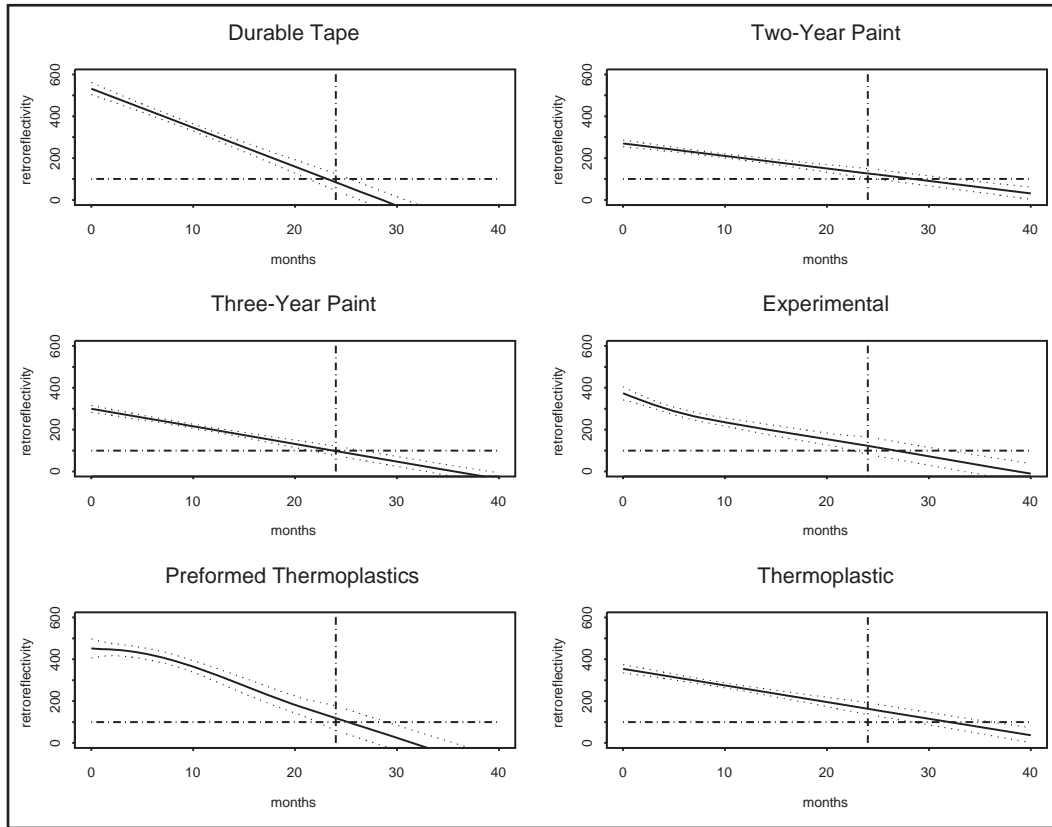 Durable Tape
retroreflectivity
600
400
200
0
0 10 20 30 40
months
Two-Year Paint
retroreflectivity
600
400
200
0
0 10 20 30 40
months
Three-Year Paint
retroreflectivity
600
400
200
0
0 10 20 30 40
months
Experimental
retroreflectivity
600
400
200
0
0 10 20 30 40
months
Preformed Thermoplastics
retroreflectivity
600
400
200
0
0 10 20 30 40
months
Thermoplastic
retroreflectivity
600
400
200
0
0 10 20 30 40
months